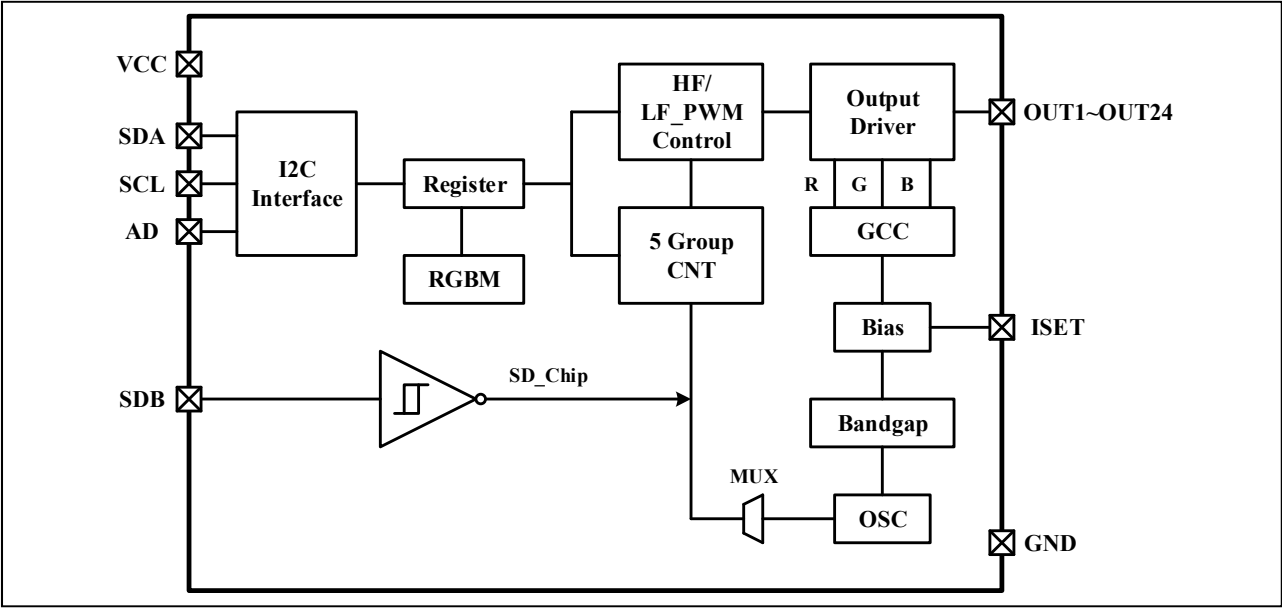 VCC
SDA
SCL
AD
I2C
Interface
Register
RGBM
HF/
LF_PWM
Control
5 Group
CNT
Output
Driver
OUT1~OUT24
R G B
GCC
Bias
ISET
SDB
SD_Chip
Bandgap
MUX
OSC
GND